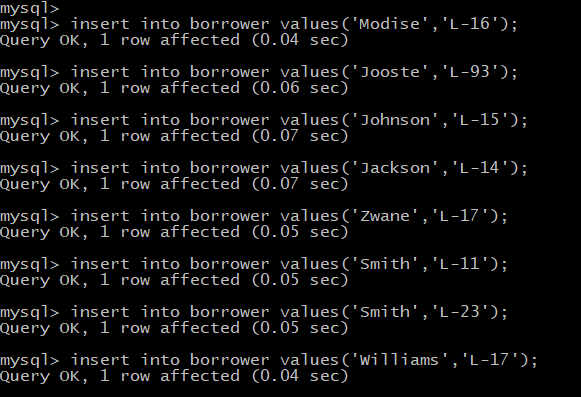 mysql>
mysql> insert into borrower values('Modise','L-16');
Query OK, 1 row affected (0.04 sec)
mysql> insert into borrower values('Jooste','L-93');
Query OK, 1 row affected (0.06 sec)
mysql> insert into borrower values('Johnson','L-15');
Query OK, 1 row affected (0.07 sec)
mysql> insert into borrower values('Jackson','L-14');
Query OK, 1 row affected (0.07 sec)
mysql> insert into borrower values('Zwane','L-17');
Query OK, 1 row affected (0.05 sec)
mysql> insert into borrower values('Smith','L-11');
Query OK, 1 row affected (0.05 sec)
mysql> insert into borrower values('Smith','L-23');
Query OK, 1 row affected (0.05 sec)
mysql> insert into borrower values('Williams','L-17');
Query OK, 1 row affected (0.04 sec)